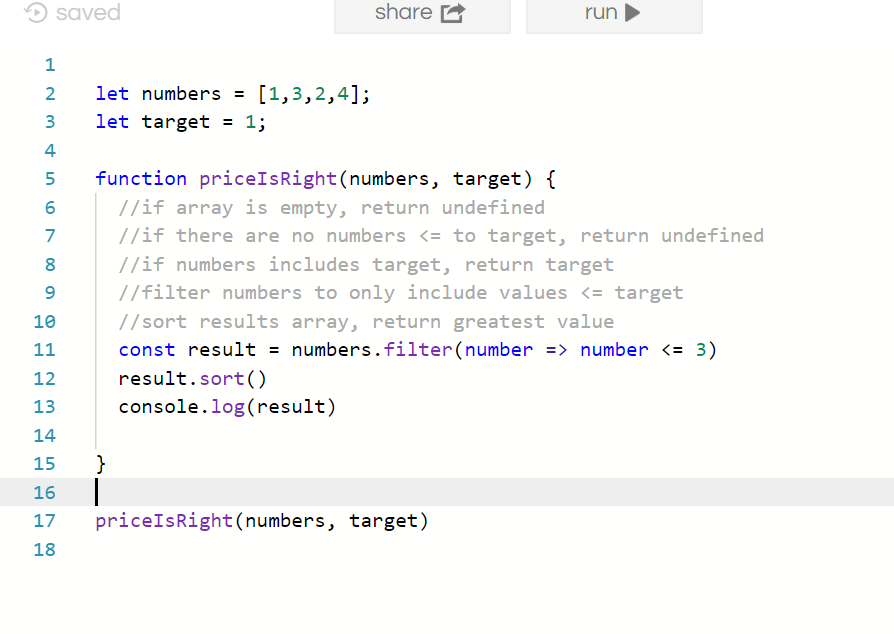 saved share run
1
2 let numbers = [1,3,2,4];
3 let target = 1;
4
5 function priceIsRight(numbers, target) {
6 //if array is empty, return undefined
7 //if there are no numbers <= to target, return undefined
8 //if numbers includes target, return target
9 //filter numbers to only include values <= target
10 //sort results array, return greatest value
11 const result = numbers.filter(number => number <= 3)
12 result.sort()
13 console.log(result)
14
15 }
16
17 priceIsRight(numbers, target)
18